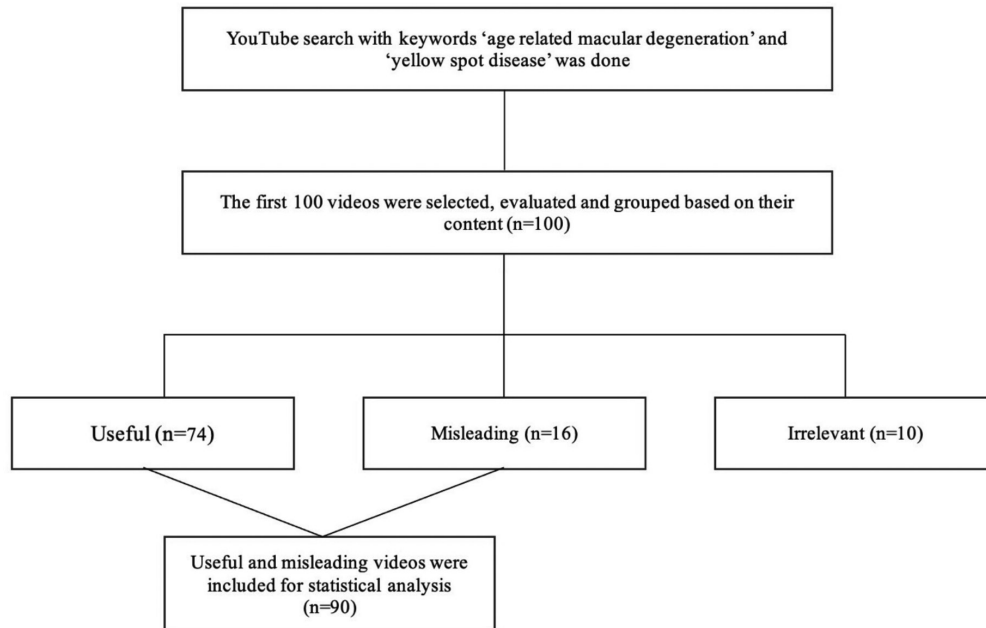 YouTube search with keywords ‘age related macular degeneration’ and
‘yellow spot disease’ was done
The first 100 videos were selected, evaluated and grouped based on their
content (n=100)
Useful (n=74)
Misleading (n=16)
Irrelevant (n=10)
Useful and misleading videos were
included for statistical analysis
(n=90)